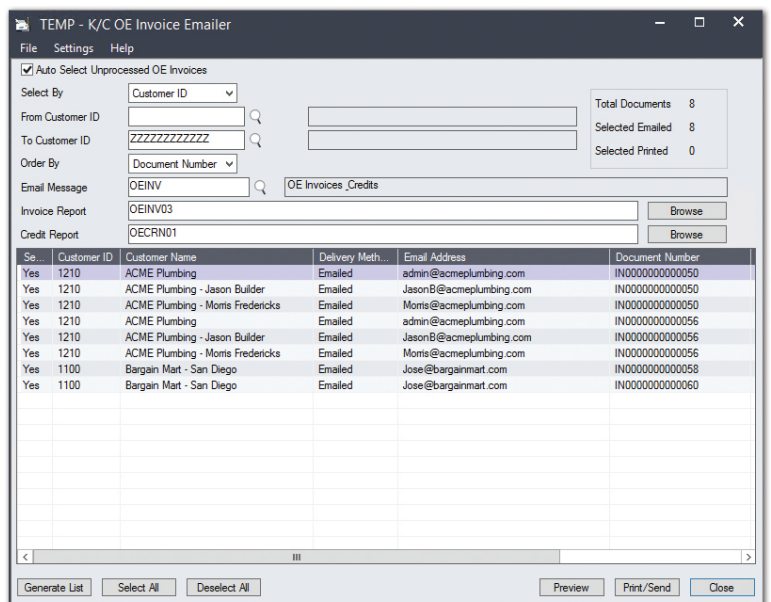 TEMP - K/C OE Invoice Emailer
File Settings Help
Auto Select Unprocessed OE Invoices
Select By Customer ID
From Customer ID
To Customer ID ZZZZZZZZZZZZ
Order By Document Number
Email Message OEINV OE Invoices_Credits
Invoice Report OEINV03 Browse
Credit Report OECRN01 Browse
Total Documents 8
Selected Emailed 8
Selected Printed 0
Se... Customer ID Customer Name Delivery Meth... Email Address Document Number
Yes 1210 ACME Plumbing Emailed admin@acmeplumbing.com IN0000000000050
Yes 1210 ACME Plumbing - Jason Builder Emailed JasonB@acmeplumbing.com IN0000000000050
Yes 1210 ACME Plumbing - Morris Fredericks Emailed Morris@acmeplumbing.com IN0000000000050
Yes 1210 ACME Plumbing Emailed admin@acmeplumbing.com IN0000000000056
Yes 1210 ACME Plumbing - Jason Builder Emailed JasonB@acmeplumbing.com IN0000000000056
Yes 1210 ACME Plumbing - Morris Fredericks Emailed Morris@acmeplumbing.com IN0000000000056
Yes 1100 Bargain Mart - San Diego Emailed Jose@bargainmart.com IN0000000000058
Yes 1100 Bargain Mart - San Diego Emailed Jose@bargainmart.com IN0000000000060
Generate List Select All Deselect All Preview Print/Send Close